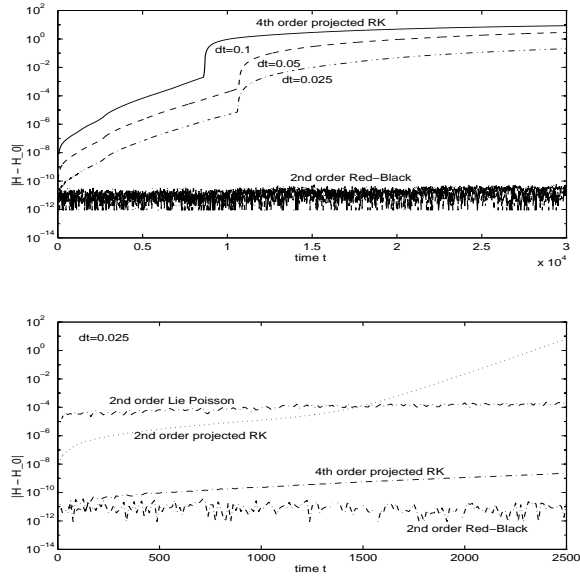 10^2
4th order projected RK
10^0
dt=0.1
10^-2
dt=0.05
dt=0.025
10^-4
|H − H_0|
10^-6
10^-8
2nd order Red−Black
10^-10
10^-12
10^-14
0 0.5 1 1.5 2 2.5 3
time t
x 10^4
10^2
dt=0.025
10^0
10^-2
2nd order Lie Poisson
10^-4
2nd order projected RK
|H − H_0|
10^-6
10^-8
4th order projected RK
10^-10
10^-12
2nd order Red−Black
10^-14
0 500 1000 1500 2000 2500
time t